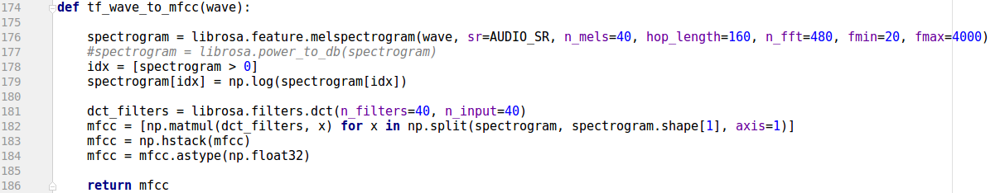 174 def tf_wave_to_mfcc(wave):
175
176     spectrogram = librosa.feature.melspectrogram(wave, sr=AUDIO_SR, n_mels=40, hop_length=160, n_fft=480, fmin=20, fmax=4000)
177     #spectrogram = librosa.power_to_db(spectrogram)
178     idx = [spectrogram > 0]
179     spectrogram[idx] = np.log(spectrogram[idx])
180
181     dct_filters = librosa.filters.dct(n_filters=40, n_input=40)
182     mfcc = [np.matmul(dct_filters, x) for x in np.split(spectrogram, spectrogram.shape[1], axis=1)]
183     mfcc = np.hstack(mfcc)
184     mfcc = mfcc.astype(np.float32)
185
186     return mfcc